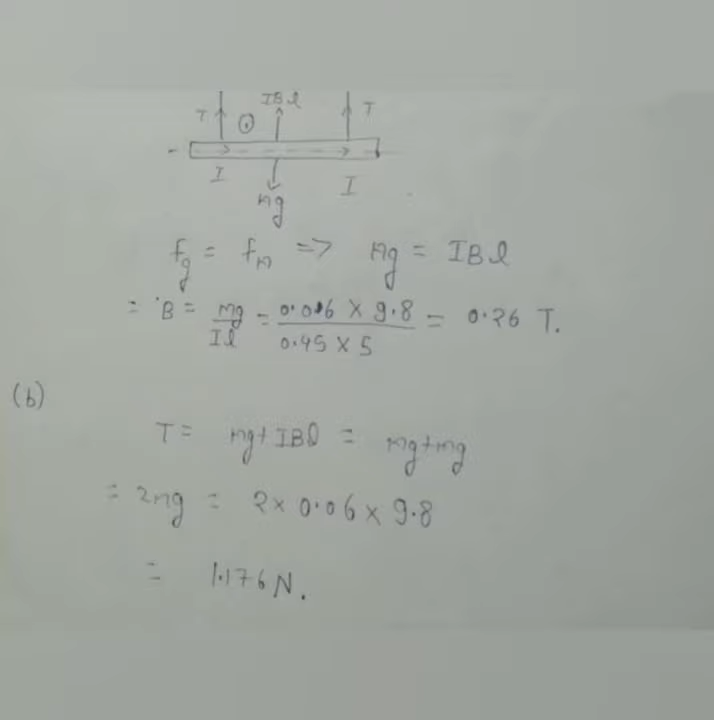 T ⊙ IBl T
I I
mg
fg = fm => mg = IBl
= B = mg/Il = 0.006 × 9.8 / 0.45 × 5 = 0.26 T.
(b)
T = mg + IBl = mg + mg
= 2mg = 2 × 0.06 × 9.8
= 1.176 N.